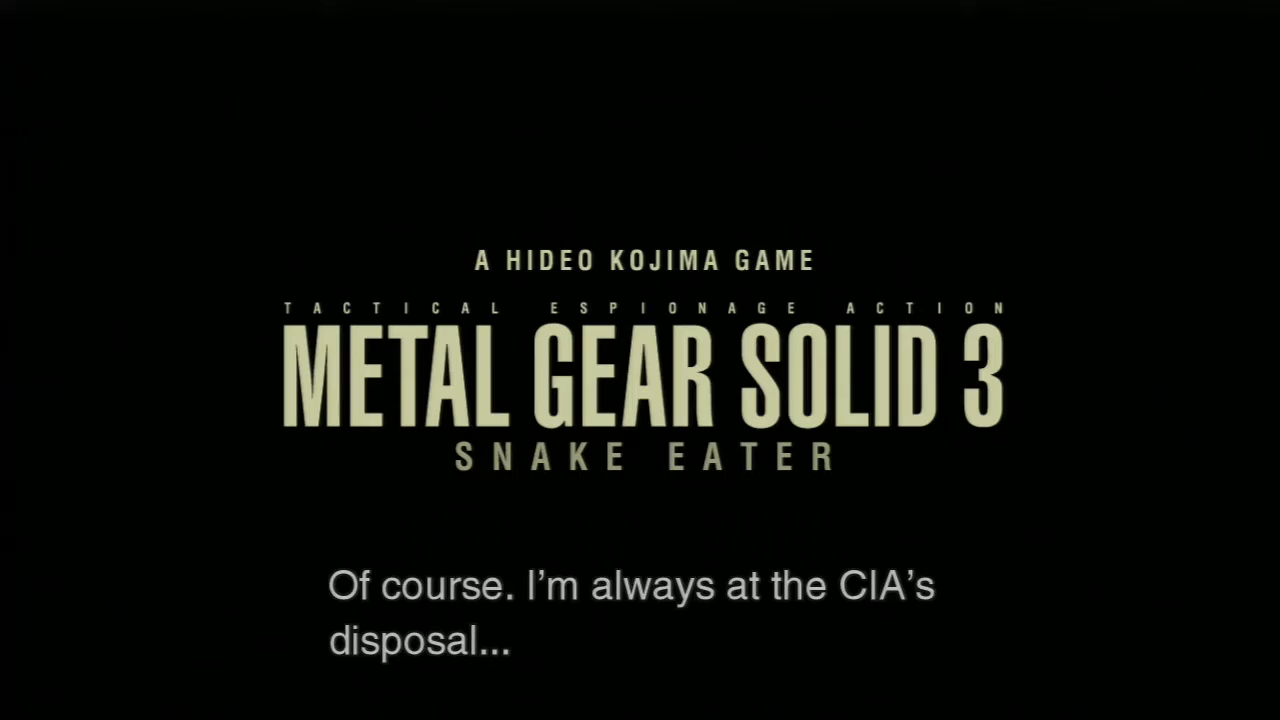 A HIDEO KOJIMA GAME
TACTICAL ESPIONAGE ACTION
METAL GEAR SOLID 3
SNAKE EATER
Of course. I’m always at the CIA’s
disposal...